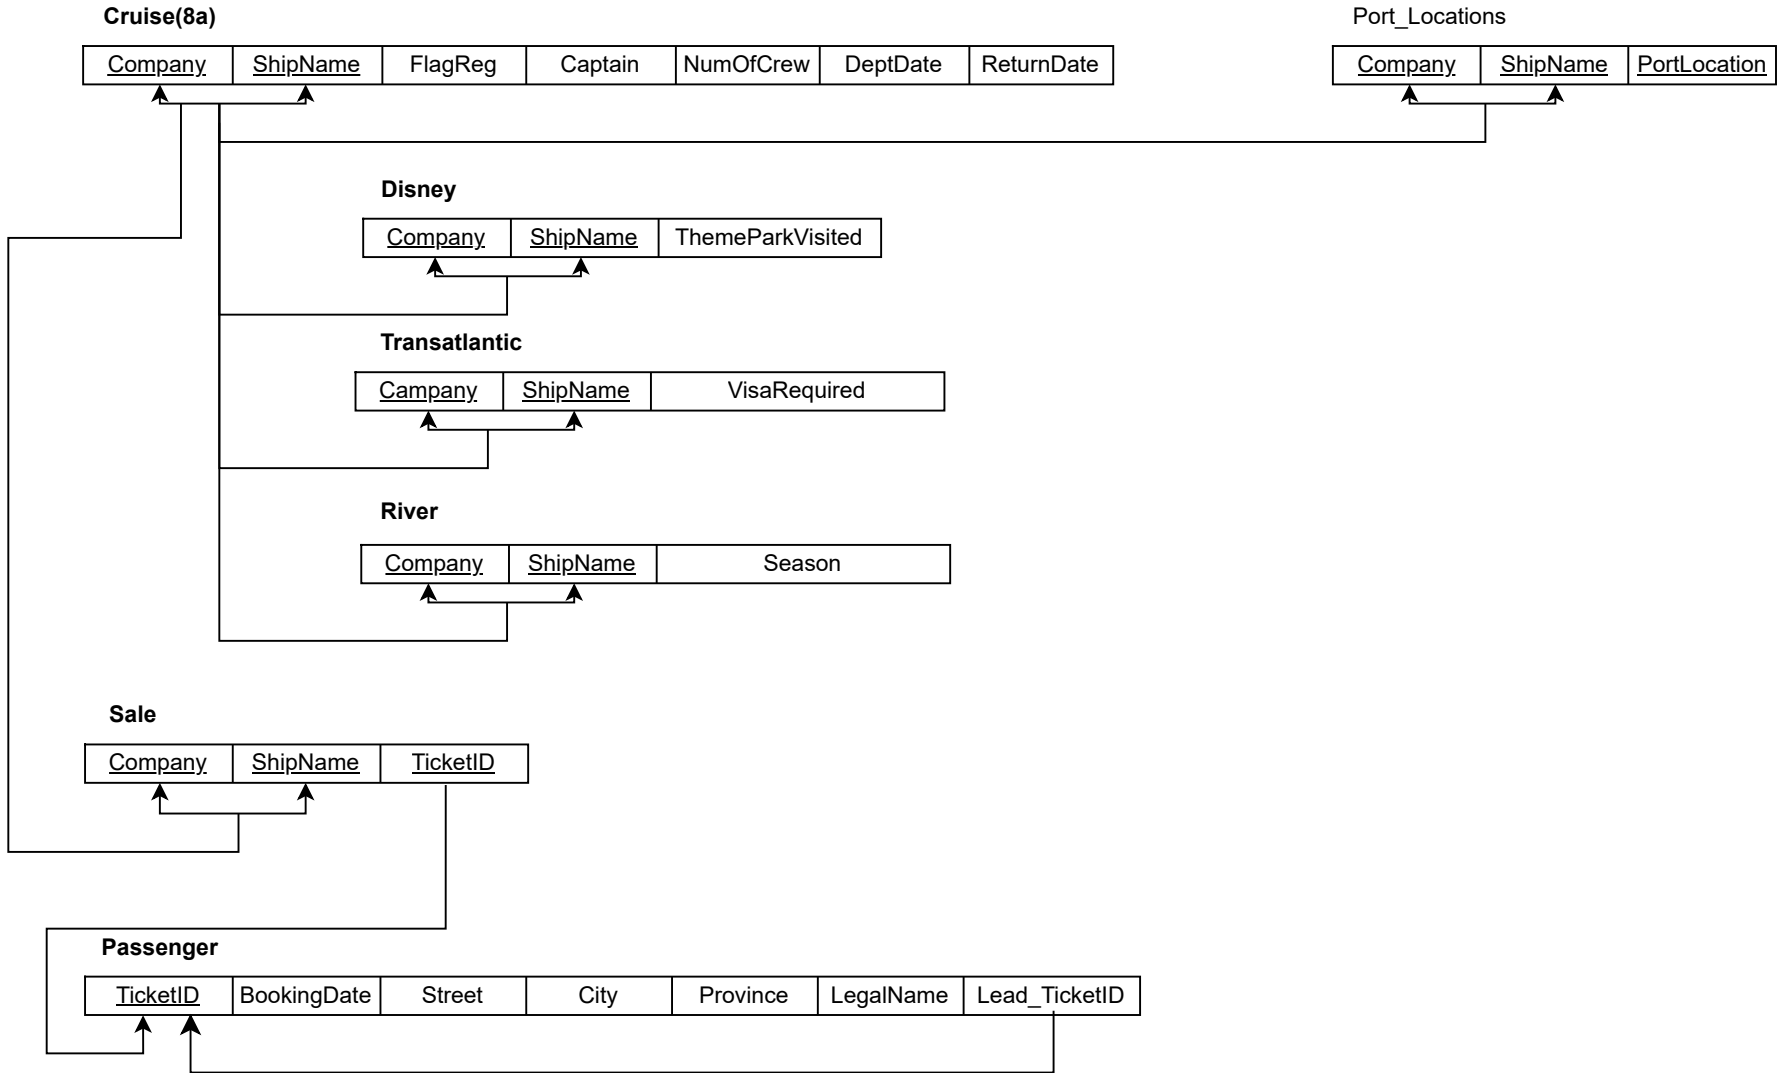 Cruise(8a)
Port_Locations
Company ShipName FlagReg Captain NumOfCrew DeptDate ReturnDate
Company ShipName PortLocation
Disney
Company ShipName ThemeParkVisited
Transatlantic
Campany ShipName VisaRequired
River
Company ShipName Season
Sale
Company ShipName TicketID
Passenger
TicketID BookingDate Street City Province LegalName Lead_TicketID